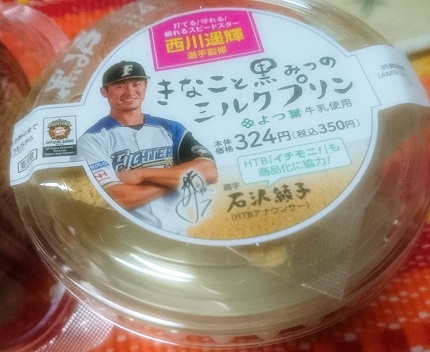 打てる！守れる！
頼れるスピードスター
西川遥輝
選手監修
きなこと黒みつの
ミルクプリン
よつ葉牛乳使用
本体
価格 324円(税込350円)
HTB「イチモニ！」も
商品化に協力！
題字
石沢綾子
(HTBアナウンサー)
FIGHTERS